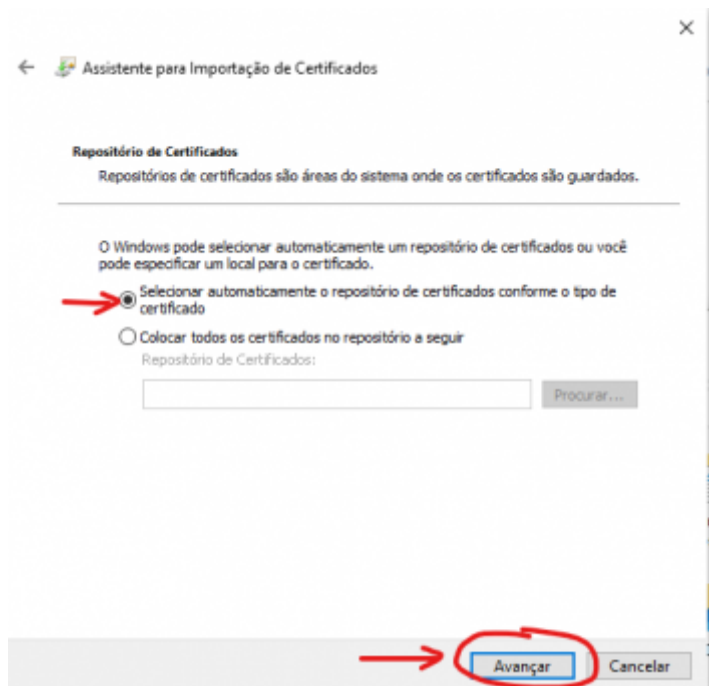 Assistente para Importação de Certificados
Repositório de Certificados
Repositórios de certificados são áreas do sistema onde os certificados são guardados.
O Windows pode selecionar automaticamente um repositório de certificados ou você
pode especificar um local para o certificado.
Selecionar automaticamente o repositório de certificados conforme o tipo de
certificado
Colocar todos os certificados no repositório a seguir
Repositório de Certificados:
Procurar...
Avançar Cancelar